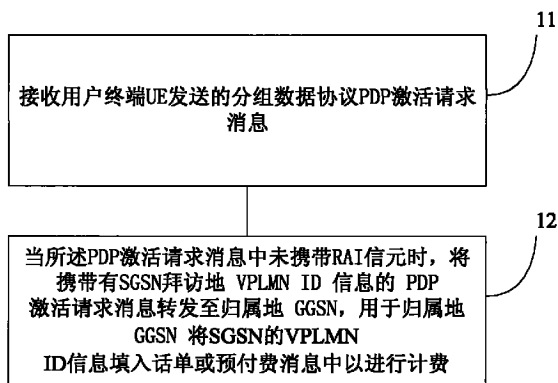 11
接收用户终端UE发送的分组数据协议PDP激活请求
消息
12
当所述PDP激活请求消息中未携带RAI信元时，将
携带有SGSN拜访地 VPLMN ID 信息的 PDP
激活请求消息转发至归属地 GGSN，用于归属地
GGSN 将SGSN的VPLMN
ID信息填入话单或预付费消息中以进行计费